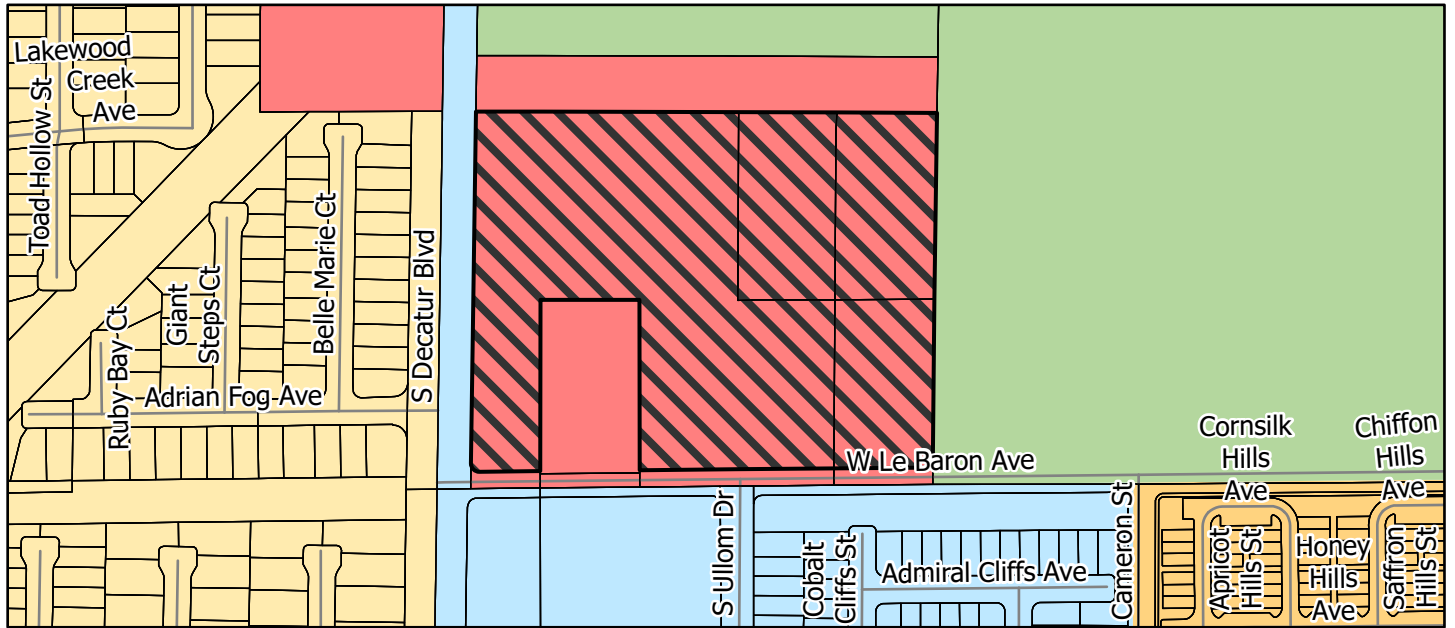 Lakewood
Creek
Ave
Toad Hollow St
Ruby Bay Ct
Giant
Steps Ct
Belle Marie Ct
S Decatur Blvd
Adrian Fog Ave
W Le Baron Ave
S Ullom Dr
Cobalt
Cliffs St
Admiral Cliffs Ave
Cameron St
Cornsilk
Hills
Ave
Chiffon
Hills
Ave
Apricot
Hills St
Honey
Hills
Ave
Saffron
Hills St